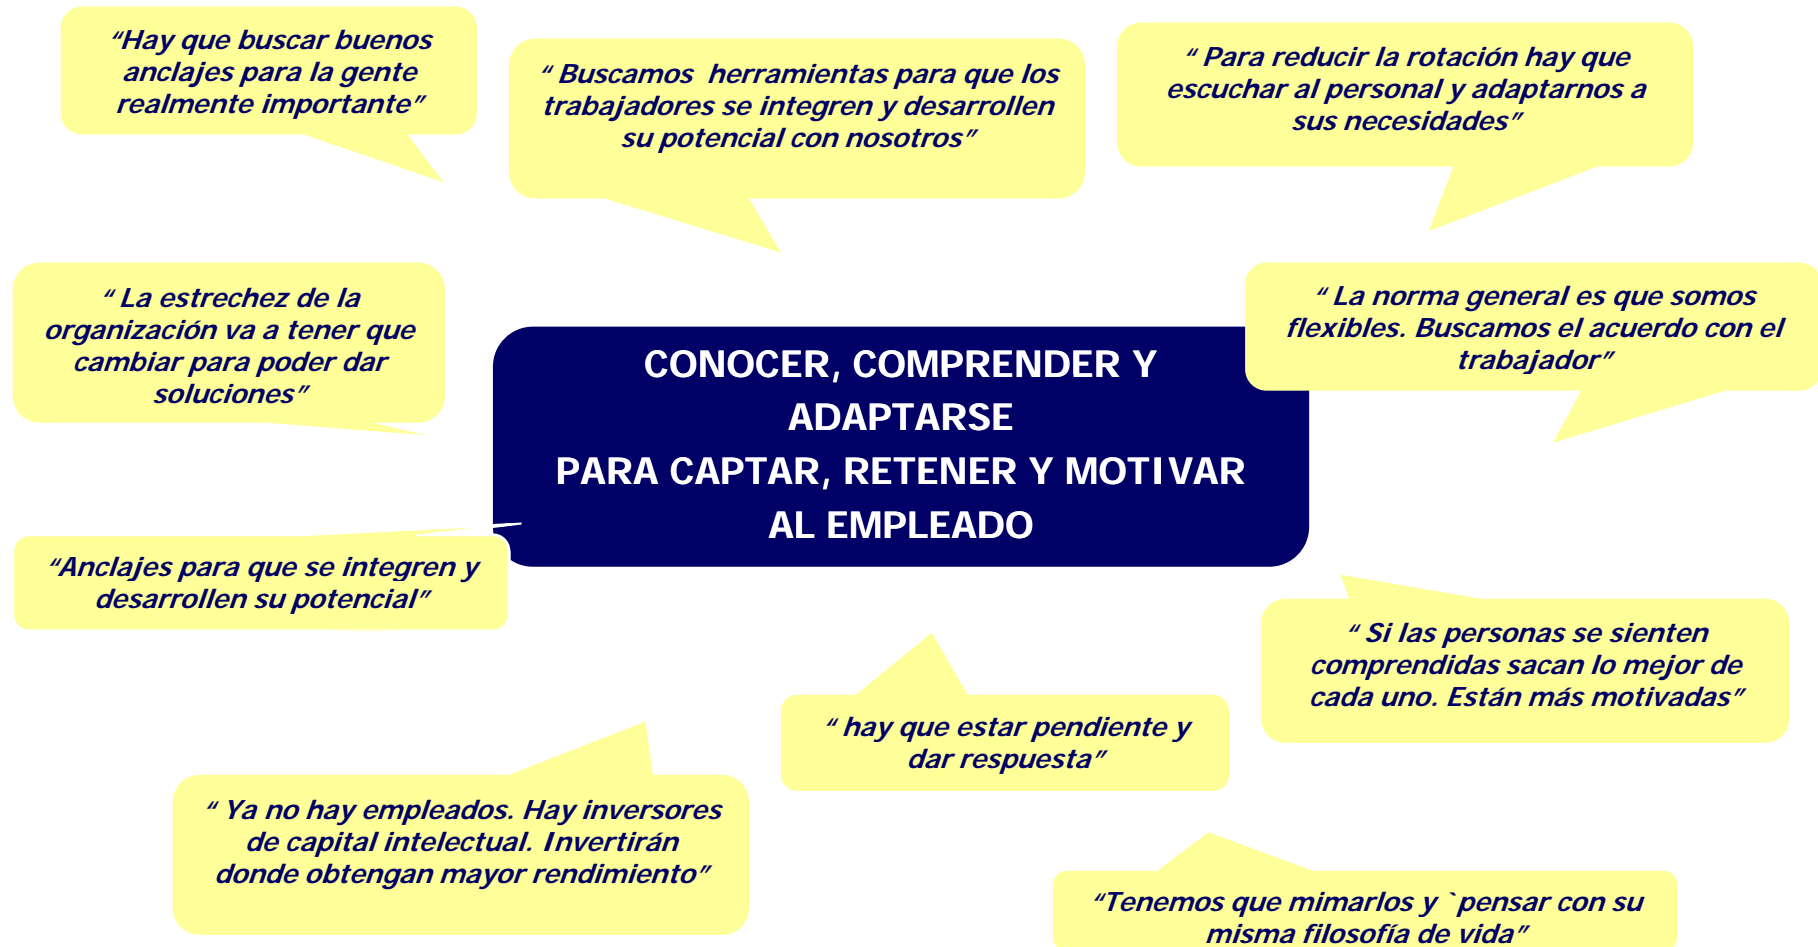 “Hay que buscar buenos
anclajes para la gente
realmente importante”
“ Buscamos herramientas para que los
trabajadores se integren y desarrollen
su potencial con nosotros”
“ Para reducir la rotación hay que
escuchar al personal y adaptarnos a
sus necesidades”
“ La estrechez de la
organización va a tener que
cambiar para poder dar
soluciones”
CONOCER, COMPRENDER Y
ADAPTARSE
PARA CAPTAR, RETENER Y MOTIVAR
AL EMPLEADO
“ La norma general es que somos
flexibles. Buscamos el acuerdo con el
trabajador”
“Anclajes para que se integren y
desarrollen su potencial”
“ Si las personas se sienten
comprendidas sacan lo mejor de
cada uno. Están más motivadas”
“ hay que estar pendiente y
dar respuesta”
“ Ya no hay empleados. Hay inversores
de capital intelectual. Invertirán
donde obtengan mayor rendimiento”
“Tenemos que mimarlos y `pensar con su
misma filosofía de vida”